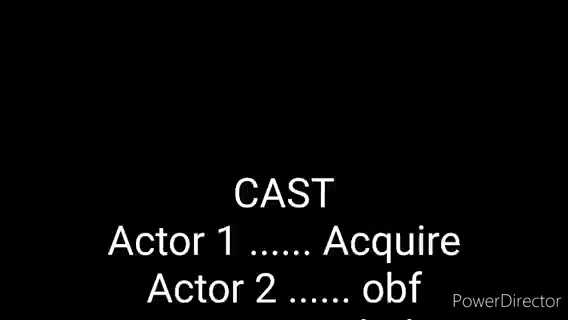 CAST
Actor 1 ...... Acquire
Actor 2 ...... obf
PowerDirector